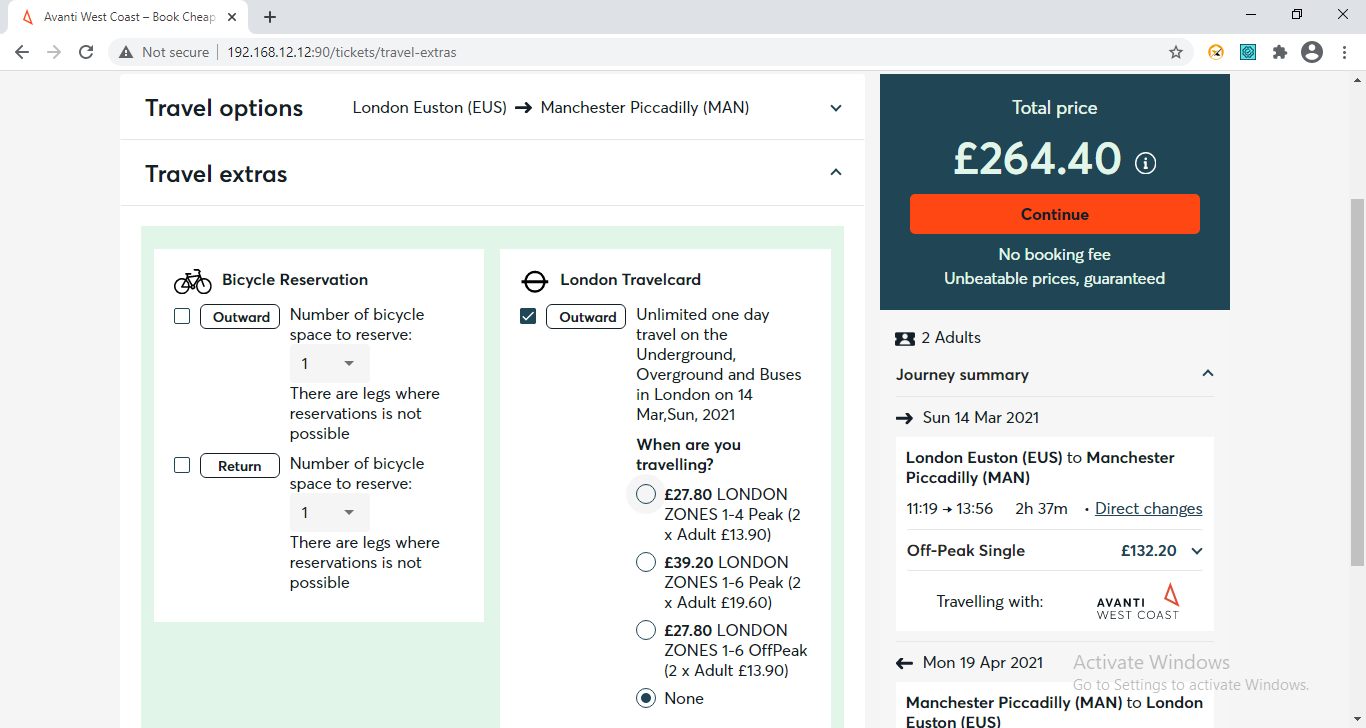 Avanti West Coast – Book Cheap
Not secure | 192.168.12.12:90/tickets/travel-extras
Travel options London Euston (EUS) → Manchester Piccadilly (MAN)
Travel extras
Bicycle Reservation
Outward
Number of bicycle
space to reserve:
1
There are legs where
reservations is not
possible
Return
Number of bicycle
space to reserve:
1
There are legs where
reservations is not
possible
London Travelcard
Outward
Unlimited one day
travel on the
Underground,
Overground and Buses
in London on 14
Mar,Sun, 2021
When are you
travelling?
£27.80 LONDON
ZONES 1-4 Peak (2
x Adult £13.90)
£39.20 LONDON
ZONES 1-6 Peak (2
x Adult £19.60)
£27.80 LONDON
ZONES 1-6 OffPeak
(2 x Adult £13.90)
None
Total price
£264.40
Continue
No booking fee
Unbeatable prices, guaranteed
2 Adults
Journey summary
→ Sun 14 Mar 2021
London Euston (EUS) to Manchester
Piccadilly (MAN)
11:19 → 13:56 2h 37m • Direct changes
Off-Peak Single £132.20
Travelling with: AVANTI
WEST COAST
← Mon 19 Apr 2021
Manchester Piccadilly (MAN) to London
Euston (EUS)
Activate Windows
Go to Settings to activate Windows.